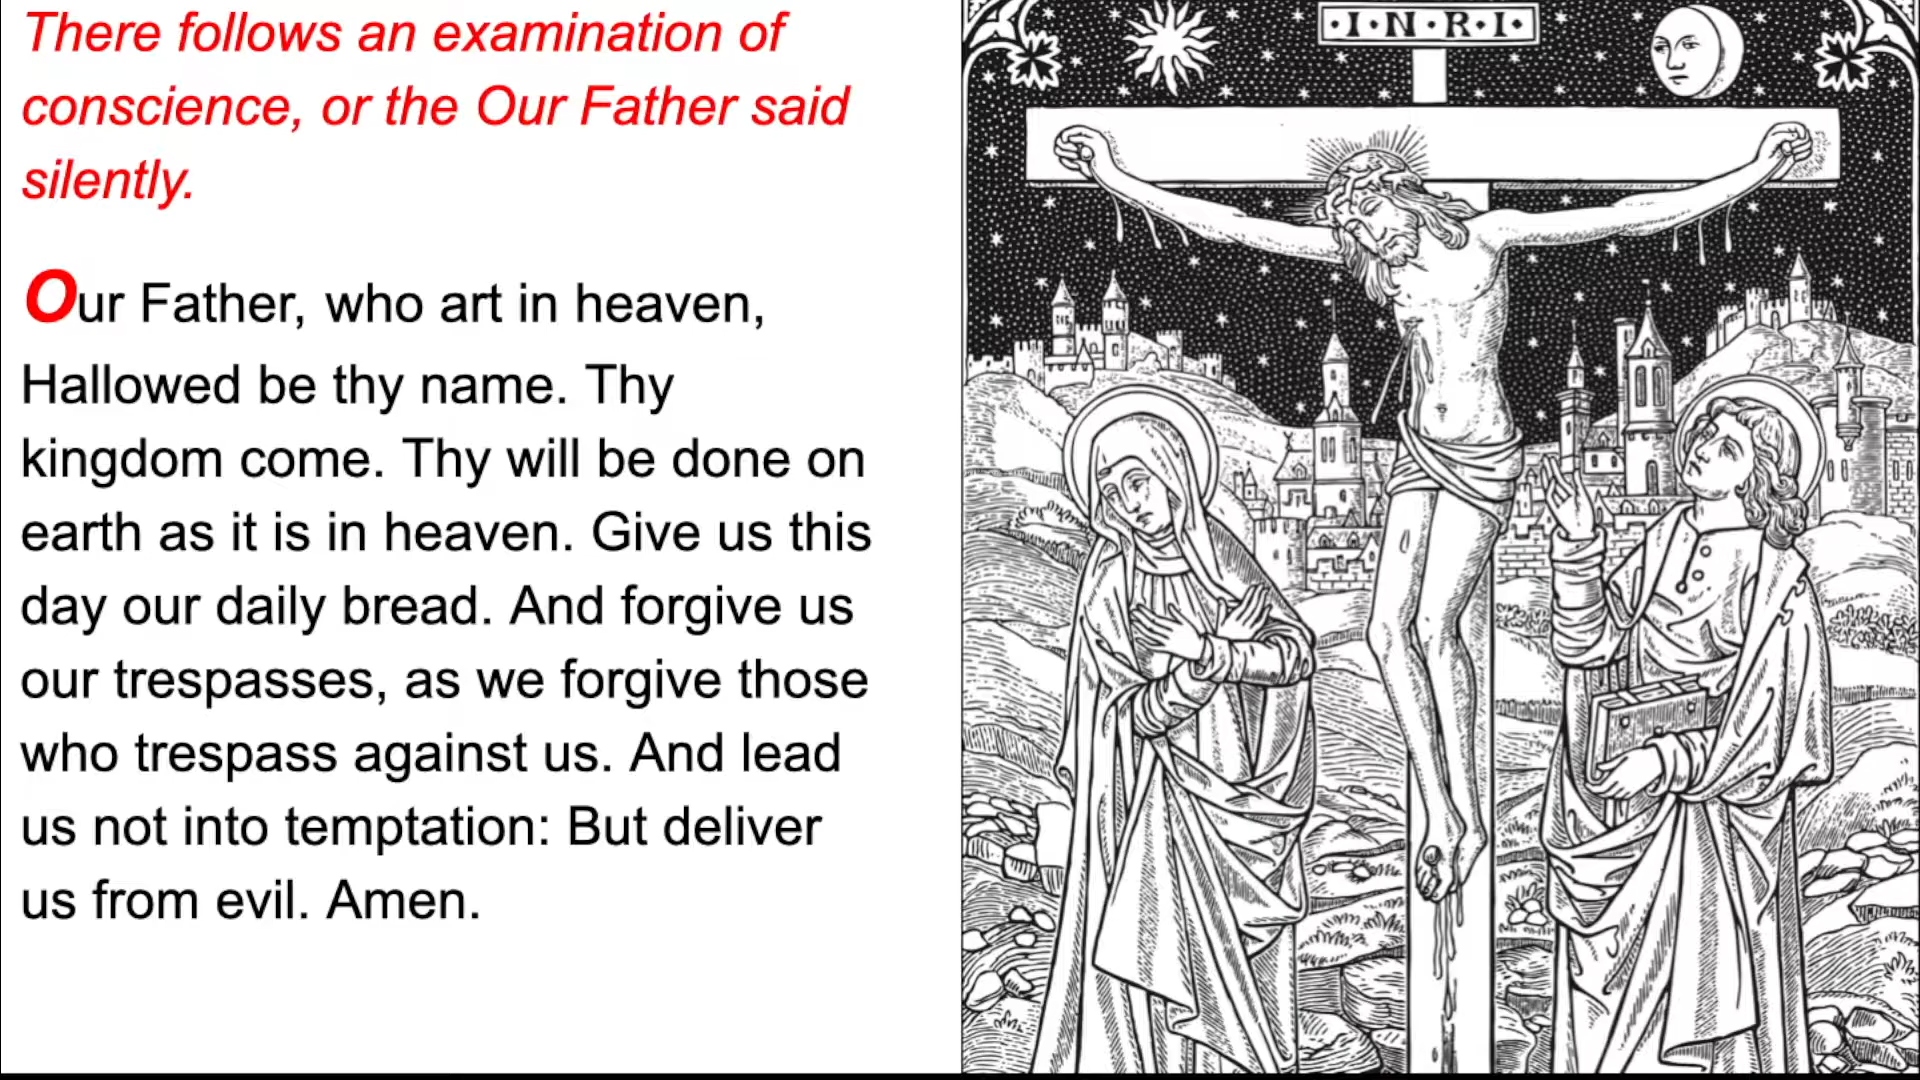 There follows an examination of
conscience, or the Our Father said
silently.
Our Father, who art in heaven,
Hallowed be thy name. Thy
kingdom come. Thy will be done on
earth as it is in heaven. Give us this
day our daily bread. And forgive us
our trespasses, as we forgive those
who trespass against us. And lead
us not into temptation: But deliver
us from evil. Amen.
·I·N·R·I·